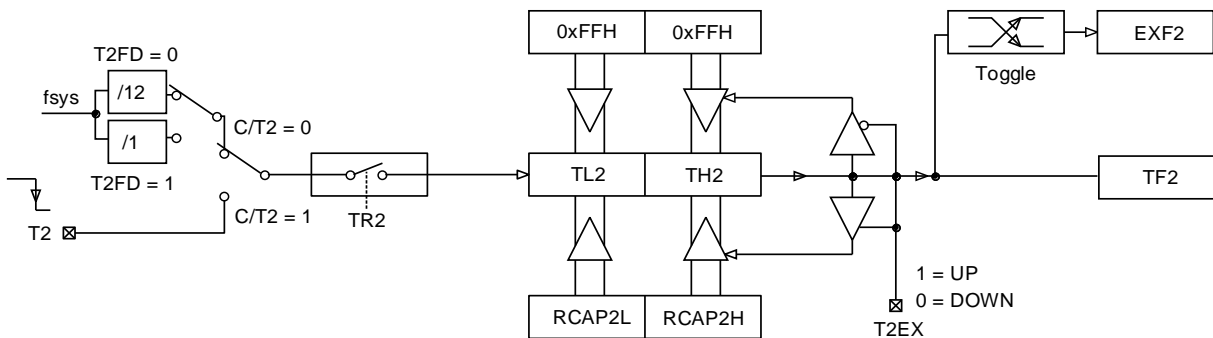 0xFFH 0xFFH
EXF2
Toggle
T2FD = 0
/12
fsys
C/T2 = 0
/1
T2FD = 1
TL2 TH2
TF2
TR2
C/T2 = 1
T2
1 = UP
0 = DOWN
RCAP2L RCAP2H
T2EX